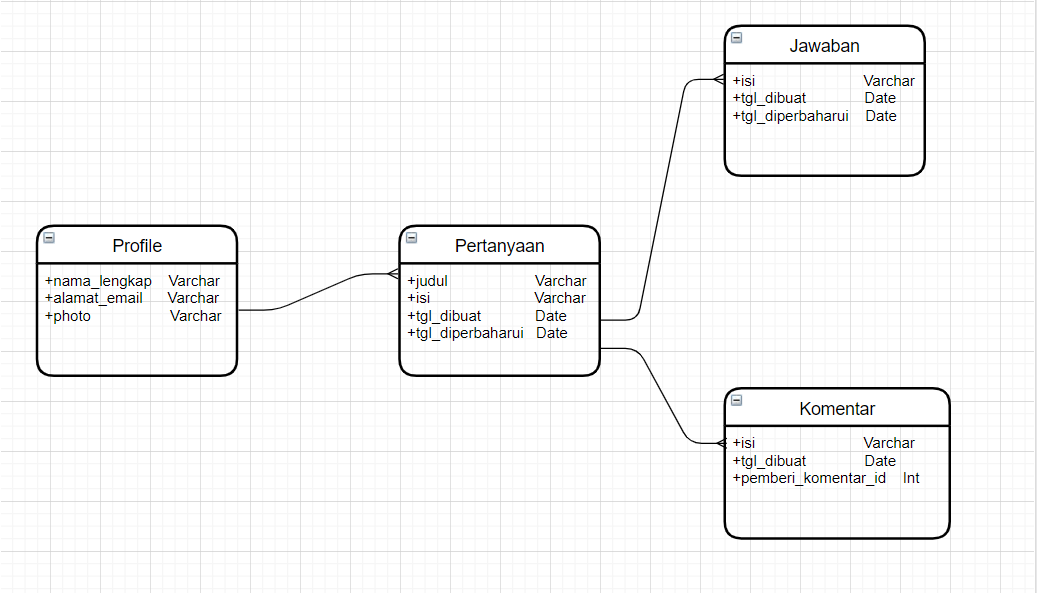 Jawaban
+isi Varchar
+tgl_dibuat Date
+tgl_diperbaharui Date
Profile
+nama_lengkap Varchar
+alamat_email Varchar
+photo Varchar
Pertanyaan
+judul Varchar
+isi Varchar
+tgl_dibuat Date
+tgl_diperbaharui Date
Komentar
+isi Varchar
+tgl_dibuat Date
+pemberi_komentar_id Int